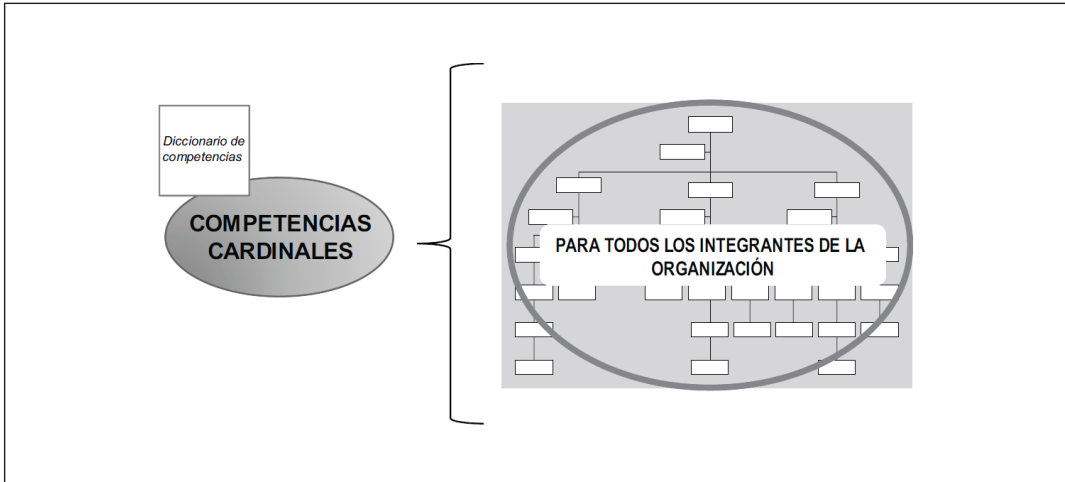 Diccionario de
competencias
COMPETENCIAS
CARDINALES
PARA TODOS LOS INTEGRANTES DE LA
ORGANIZACIÓN